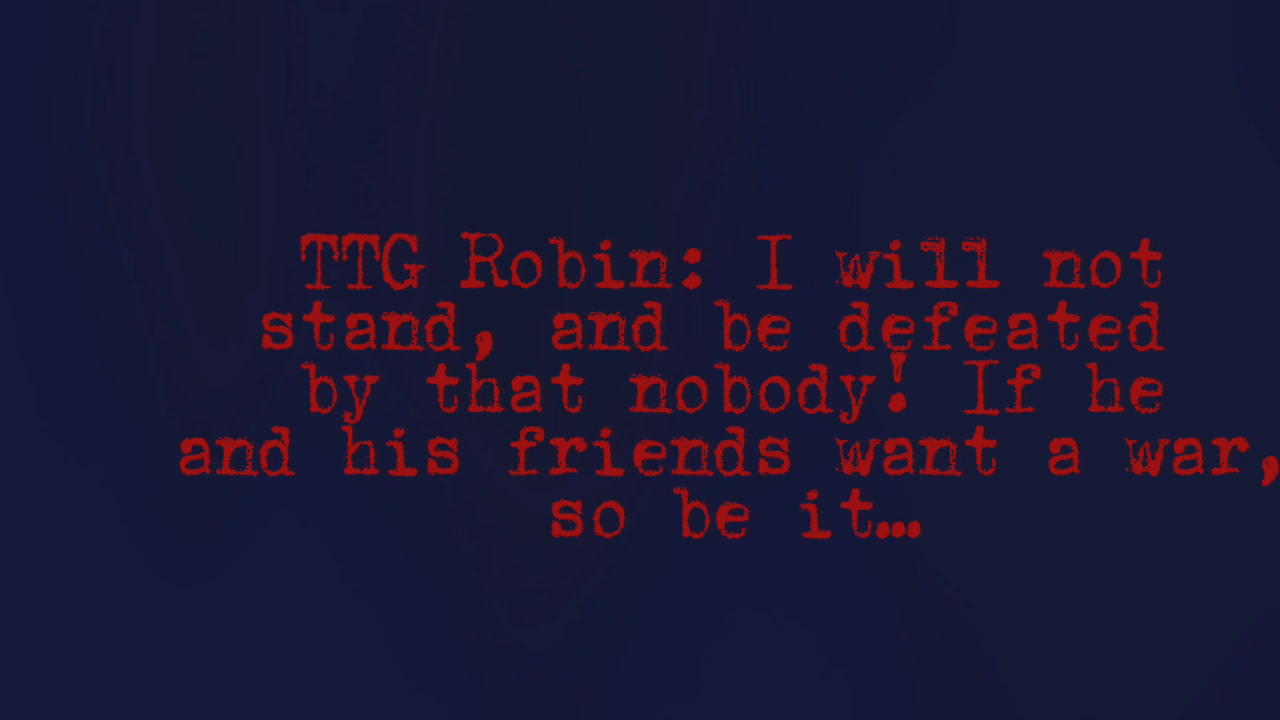 TTG Robin: I will not
stand, and be defeated
by that nobody! If he
and his friends want a war,
so be it…